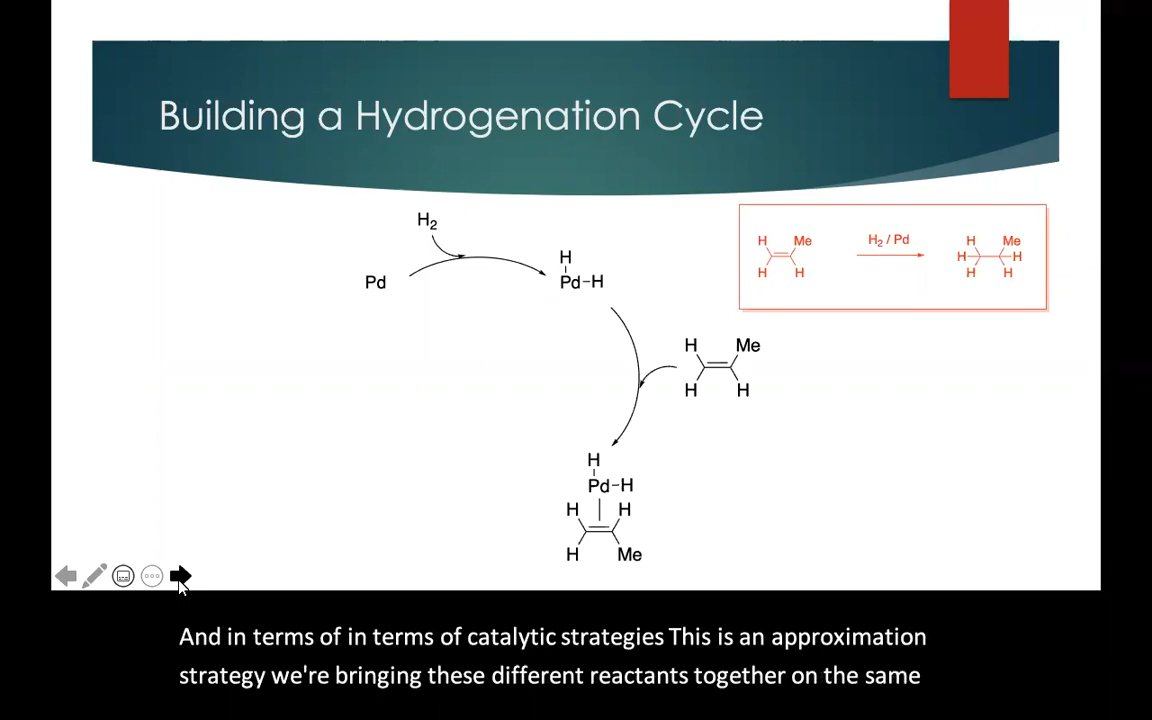 Building a Hydrogenation Cycle
H2
H
Pd-H
Pd
H Me
H H
H2 / Pd
H Me
H H
H H
H Me
H H
H
Pd-H
H H
H Me
And in terms of in terms of catalytic strategies This is an approximation
strategy we're bringing these different reactants together on the same